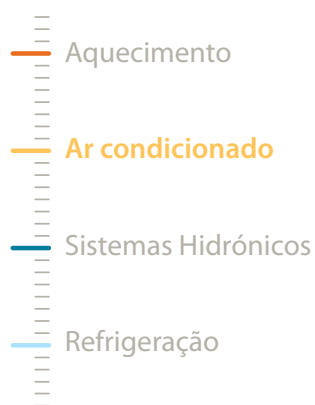 Aquecimento
Ar condicionado
Sistemas Hidrónicos
Refrigeração